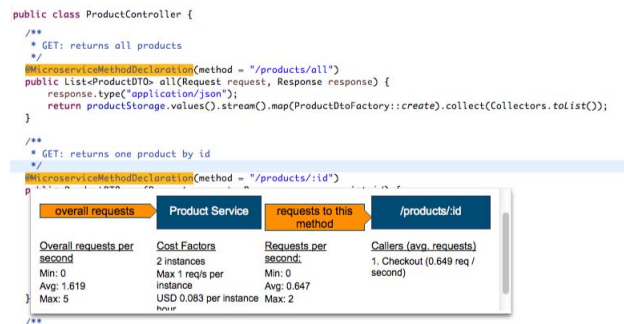 public class ProductController {
/**
* GET: returns all products
*/
@MicroserviceMethodDeclaration(method = "/products/all")
public List<ProductDTO> all(Request request, Response response) {
response.type("application/json");
return productStorage.values().stream().map(ProductDtoFactory::create).collect(Collectors.toList());
}
/**
* GET: returns one product by id
*/
@MicroserviceMethodDeclaration(method = "/products/:id")
overall requests
Product Service
requests to this
method
/products/:id
Overall requests per
second
Min: 0
Avg: 1.619
Max: 5
Cost Factors
2 instances
Max 1 req/s per
instance
USD 0.083 per instance
hour
Requests per
second:
Min: 0
Avg: 0.647
Max: 2
Callers (avg. requests)
1. Checkout (0.649 req /
second)
}
/**